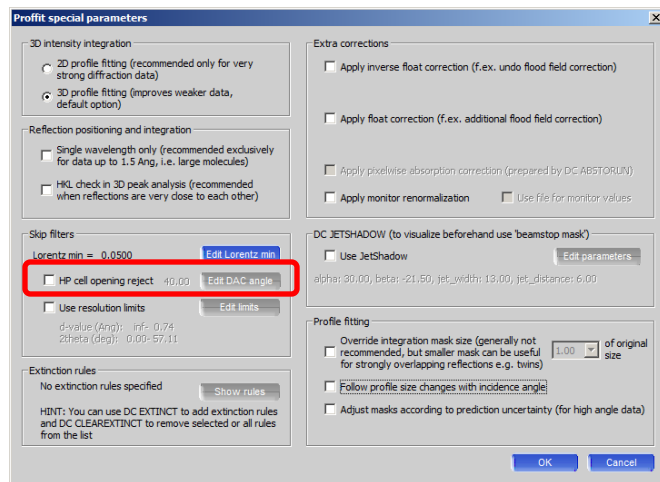 Proffit special parameters
3D intensity integration
2D profile fitting (recommended only for very
strong diffraction data)
3D profile fitting (improves weaker data,
default option)
Reflection positioning and integration
Single wavelength only (recommended exclusively
for data up to 1.5 Ang, i.e. large molecules)
HKL check in 3D peak analysis (recommended
when reflections are very close to each other)
Skip filters
Lorentz min = 0.0500 Edit Lorentz min
HP cell opening reject 40.00 Edit DAC angle
Use resolution limits Edit limits
d-value (Ang): inf- 0.74
2theta (deg): 0.00- 57.11
Extinction rules
No extinction rules specified Show rules
HINT: You can use DC EXTINCT to add extinction rules
and DC CLEAREXTINCT to remove selected or all rules
from the list
Extra corrections
Apply inverse float correction (f.ex. undo flood field correction)
Apply float correction (f.ex. additional flood field correction)
Apply pixelwise absorption correction (prepared by DC ABSTORUN)
Apply monitor renormalization Use file for monitor values
DC JETSHADOW (to visualize beforehand use 'beamstop mask')
Use JetShadow Edit parameters
alpha: 30.00, beta: -21.50, jet_width: 13.00, jet_distance: 6.00
Profile fitting
Override integration mask size (generally not
recommended, but smaller mask can be useful
for strongly overlapping reflections e.g. twins)
1.00 of original
size
Follow profile size changes with incidence angle
Adjust masks according to prediction uncertainty (for high angle data)
OK Cancel